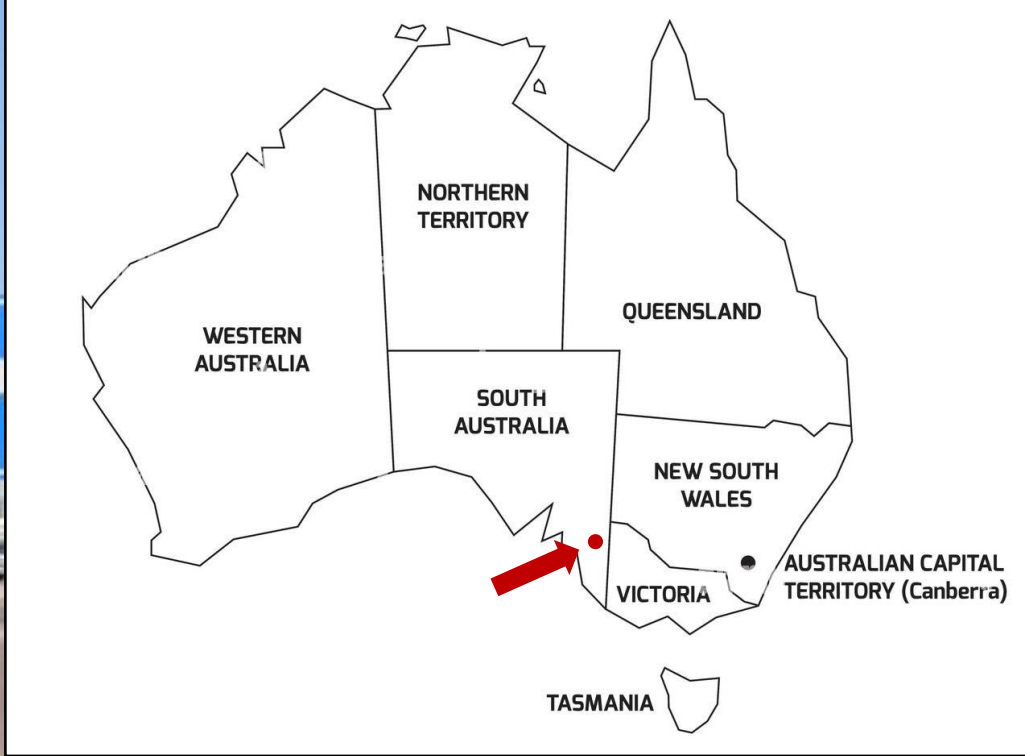 NORTHERN
TERRITORY
QUEENSLAND
WESTERN
AUSTRALIA
SOUTH
AUSTRALIA
NEW SOUTH
WALES
AUSTRALIAN CAPITAL
TERRITORY (Canberra)
VICTORIA
TASMANIA